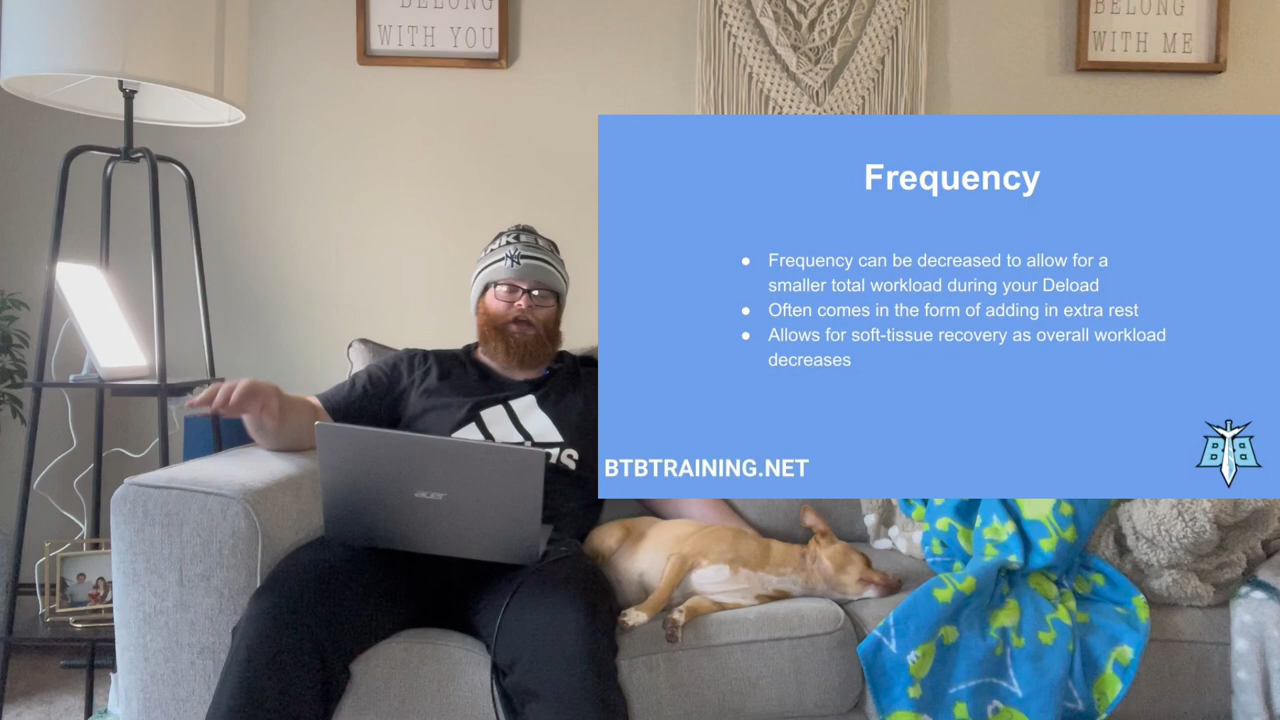 BELONG
WITH YOU
BELONG
WITH ME
Frequency
● Frequency can be decreased to allow for a
smaller total workload during your Deload
● Often comes in the form of adding in extra rest
● Allows for soft-tissue recovery as overall workload
decreases
NY
acer
BTBTRAINING.NET
BTB